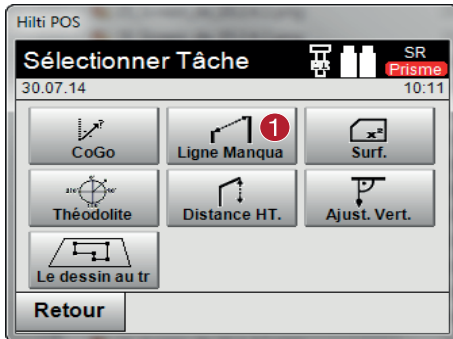 Hilti POS
Sélectionner Tâche
SR
Prisme
30.07.14
10:11
1
CoGo
Ligne Manqua
x²
Surf.
Théodolite
Distance HT.
Ajust. Vert.
Le dessin au tr
Retour